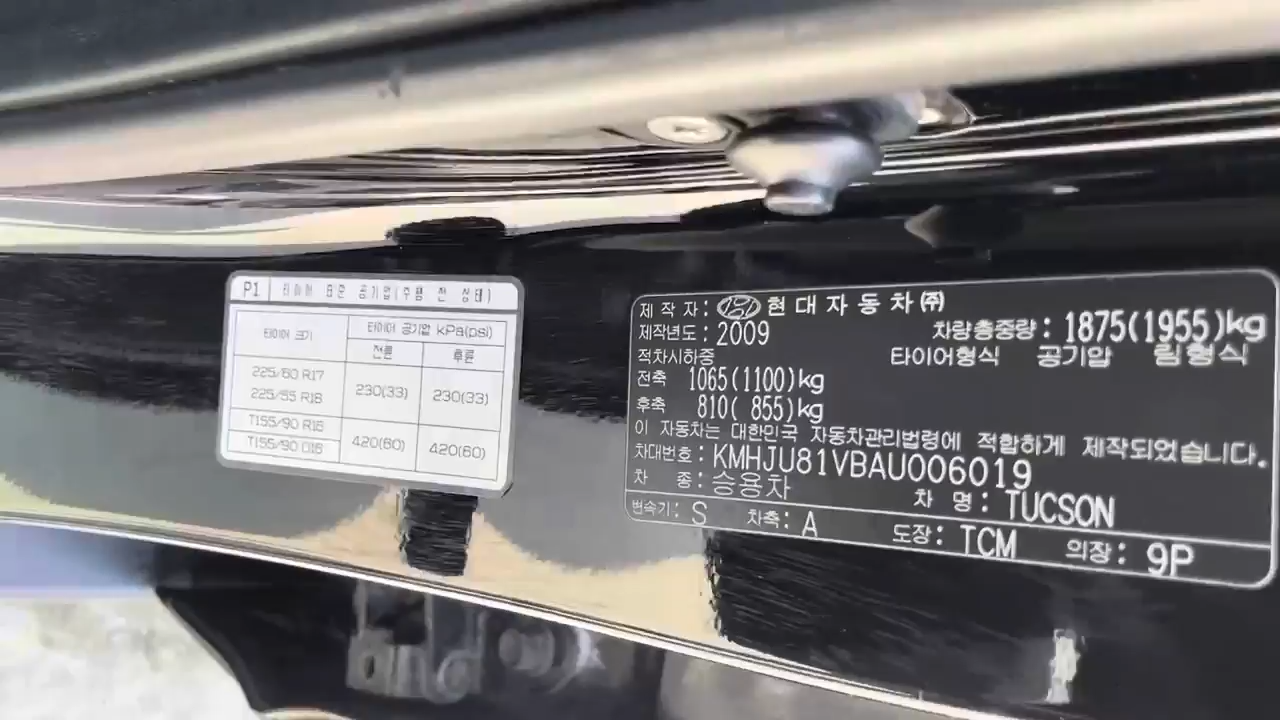 P1 타이어 표준 공기압(주행 전 상태)
타이어 크기 타이어 공기압 kPa(psi)
전륜 후륜
225/60 R17
225/55 R18 230(33) 230(33)
T155/90 R16
T155/90 D16 420(60) 420(60)
제 작 자 : 현대자동차㈜
제작년도 : 2009 차량총중량 : 1875(1955)kg
적차시하중 타이어형식 공기압 림형식
전축 1065(1100)kg
후축 810( 855)kg
이 자동차는 대한민국 자동차관리법령에 적합하게 제작되었습니다.
차대번호 : KMHJU81VBAU006019
차 종 : 승용차 차 명 : TUCSON
변속기 : S 차축 : A 도장 : TCM 의장 : 9P